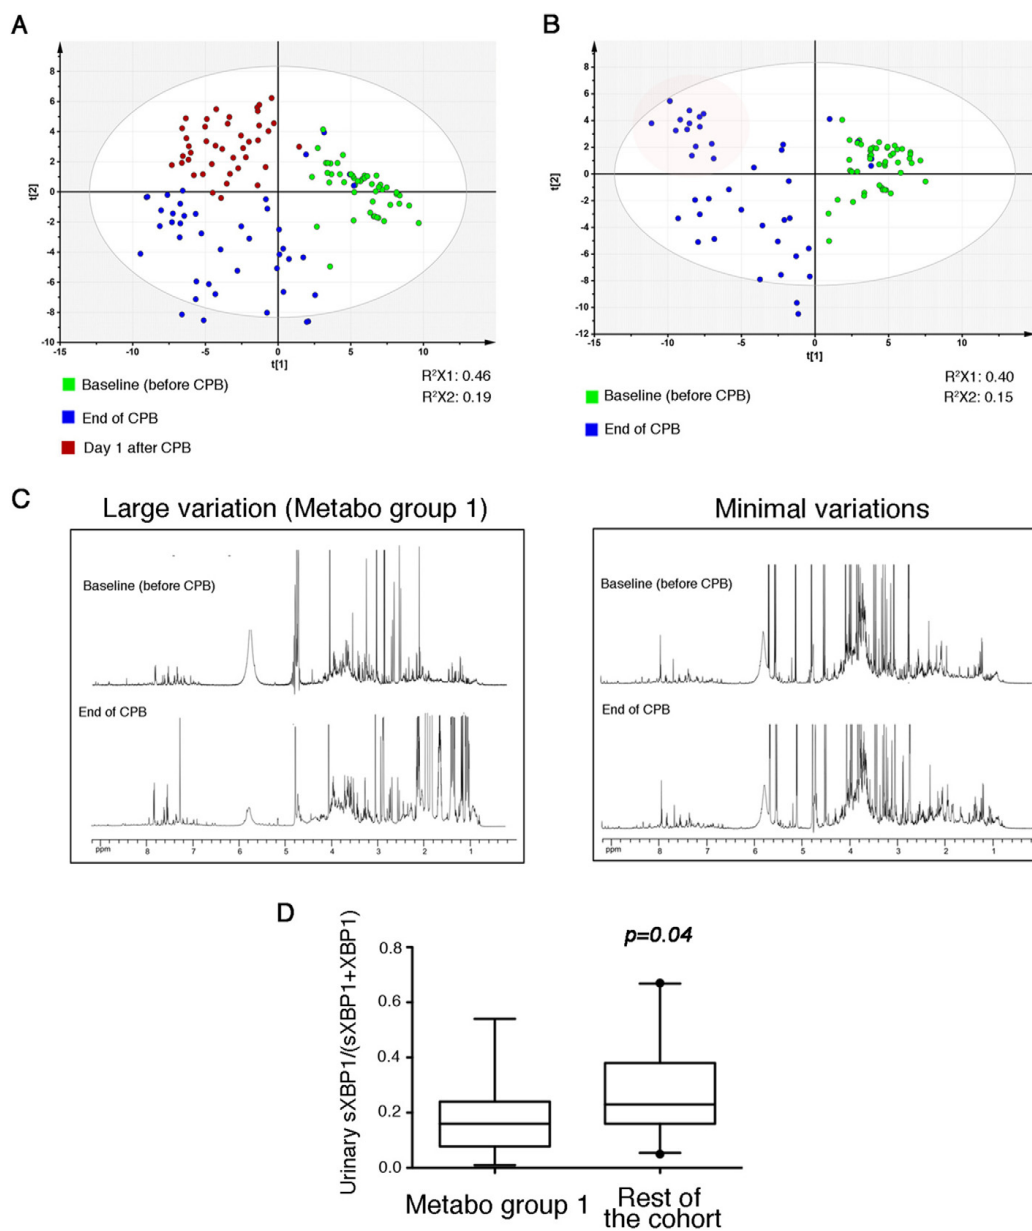 A
8
6
4
2
0
-2
-4
-6
-8
-10
t[2]
-15
-10
-5
0
5
10
t[1]
R²X1: 0.46
R²X2: 0.19
Baseline (before CPB)
End of CPB
Day 1 after CPB
B
8
6
4
2
0
-2
-4
-6
-8
-10
-12
t[2]
-15
-10
-5
0
5
10
t[1]
R²X1: 0.40
R²X2: 0.15
Baseline (before CPB)
End of CPB
C
Large variation (Metabo group 1)
Baseline (before CPB)
End of CPB
ppm 8 7 6 5 4 3 2 1
Minimal variations
Baseline (before CPB)
End of CPB
ppm 8 7 6 5 4 3 2 1
D
Urinary sXBP1/(sXBP1+XBP1)
0.8
0.6
0.4
0.2
0.0
p=0.04
Metabo group 1
Rest of
the cohort